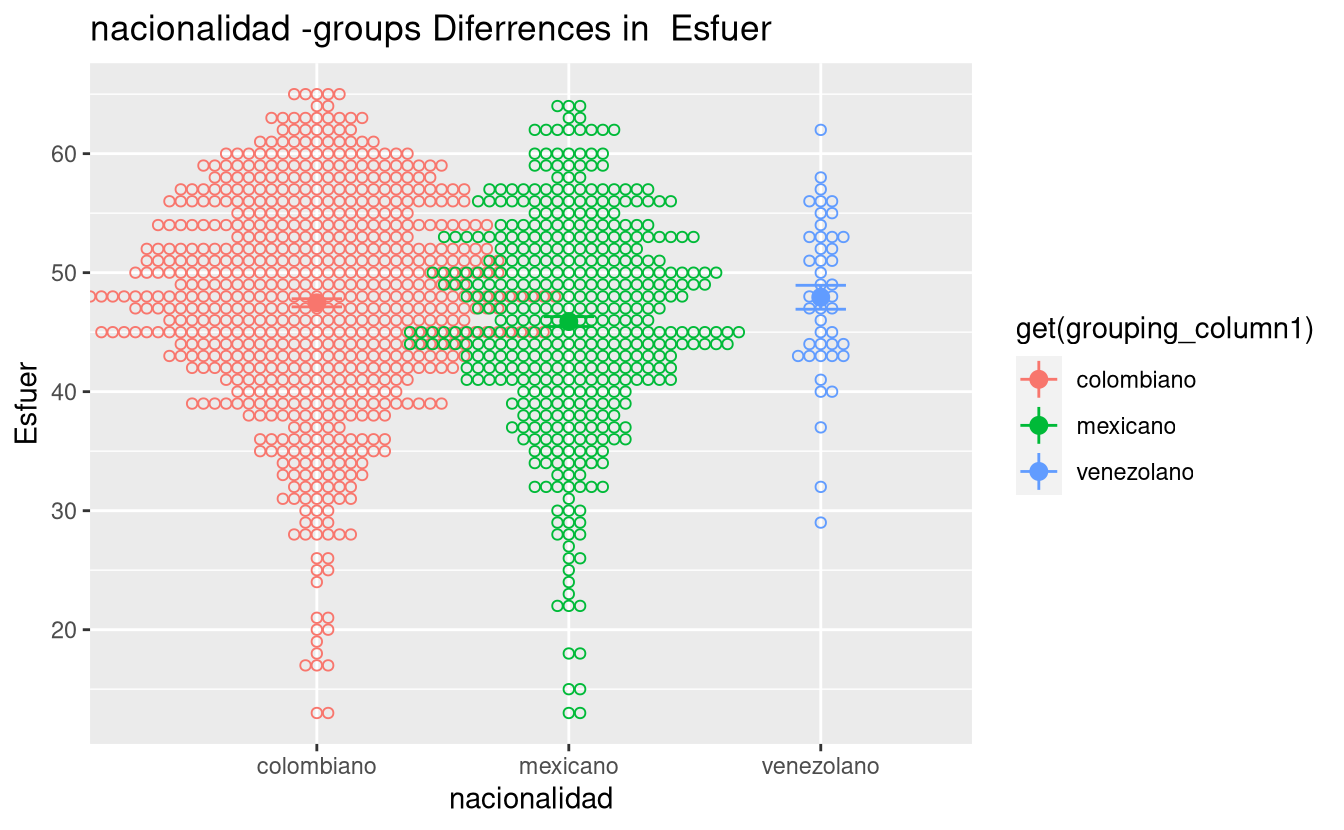 nacionalidad -groups Diferrences in  Esfuer
Esfuer
60
50
40
30
20
colombiano
mexicano
venezolano
nacionalidad
get(grouping_column1)
colombiano
mexicano
venezolano